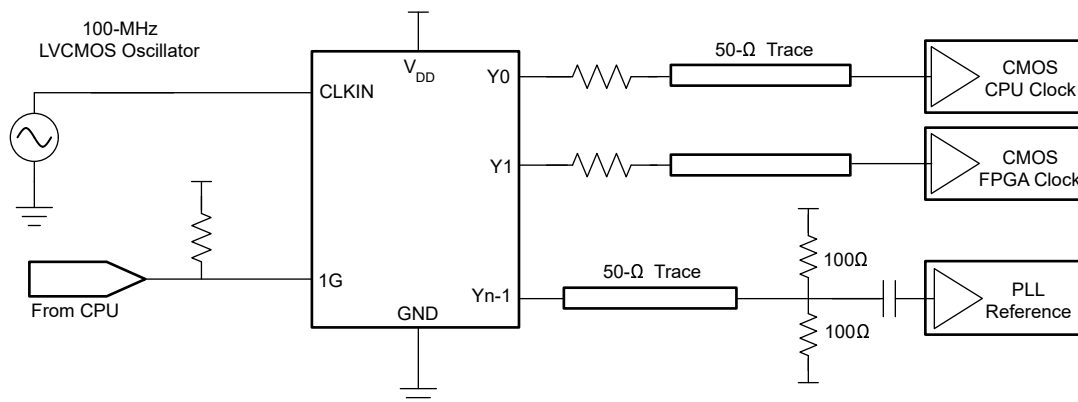 100-MHz
LVCMOS Oscillator
CLKIN
1G
From CPU
VDD
GND
Y0
Y1
Yn-1
50-Ω Trace
CMOS
CPU Clock
CMOS
FPGA Clock
50-Ω Trace
100Ω
100Ω
PLL
Reference